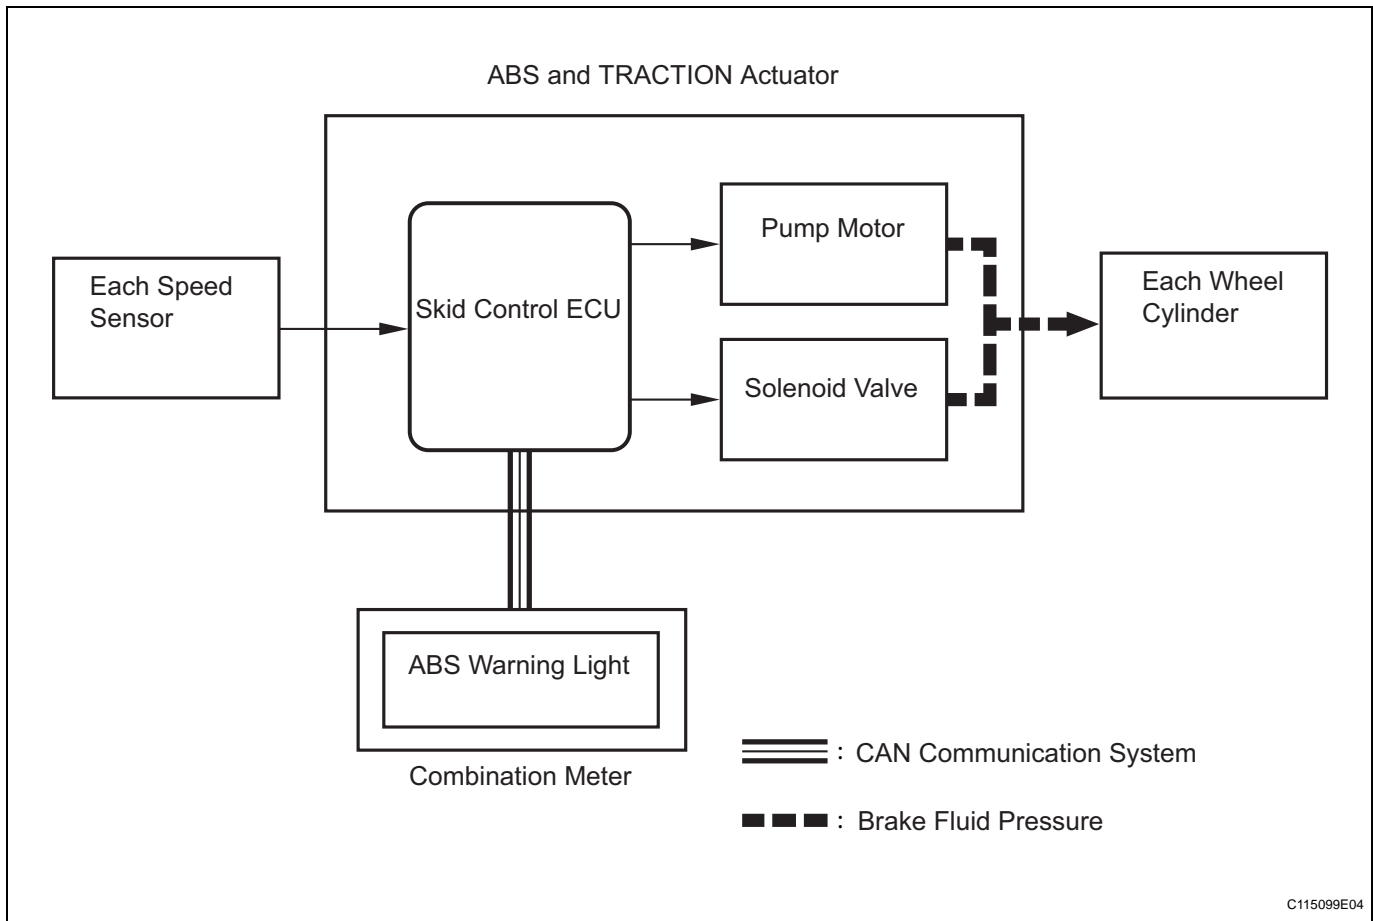 ABS and TRACTION Actuator
Each Speed
Sensor
Skid Control ECU
Pump Motor
Solenoid Valve
Each Wheel
Cylinder
ABS Warning Light
Combination Meter
: CAN Communication System
: Brake Fluid Pressure
C115099E04